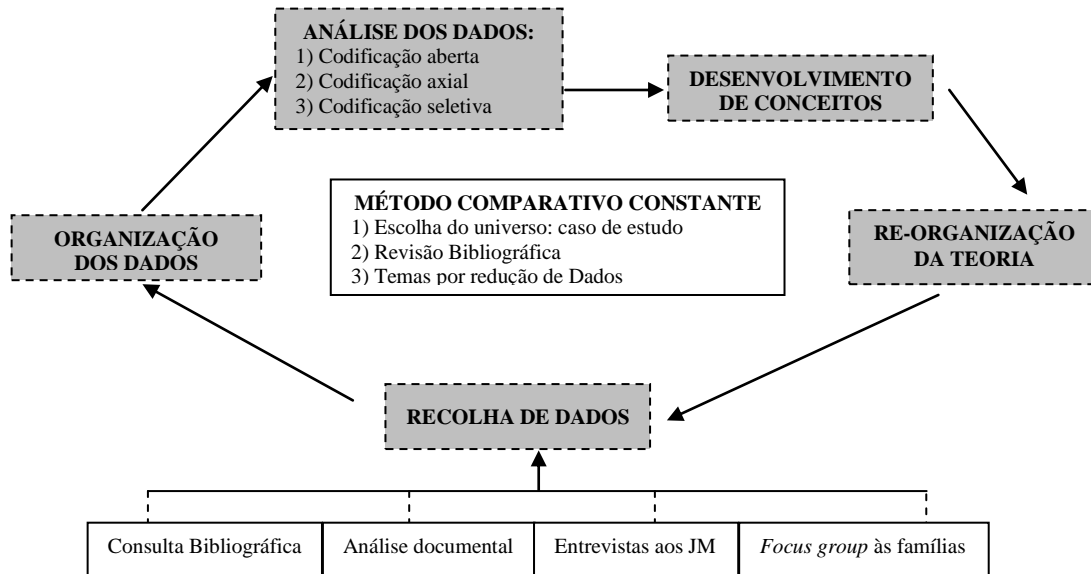 ANÁLISE DOS DADOS:
1) Codificação aberta
2) Codificação axial
3) Codificação seletiva
DESENVOLVIMENTO
DE CONCEITOS
MÉTODO COMPARATIVO CONSTANTE
1) Escolha do universo: caso de estudo
2) Revisão Bibliográfica
3) Temas por redução de Dados
ORGANIZAÇÃO
DOS DADOS
RE-ORGANIZAÇÃO
DA TEORIA
RECOLHA DE DADOS
Consulta Bibliográfica
Análise documental
Entrevistas aos JM
Focus group às famílias